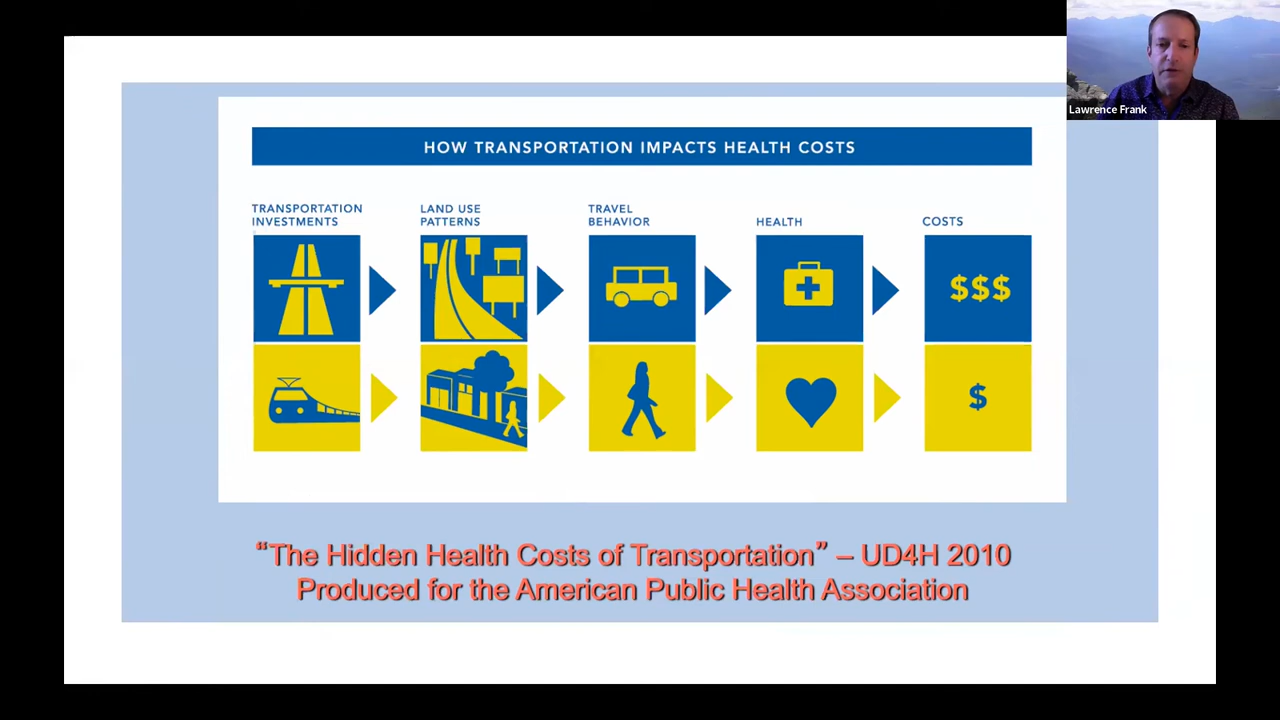 Lawrence Frank
HOW TRANSPORTATION IMPACTS HEALTH COSTS
TRANSPORTATION
INVESTMENTS
LAND USE
PATTERNS
TRAVEL
BEHAVIOR
HEALTH
COSTS
$$$
$
“The Hidden Health Costs of Transportation” – UD4H 2010
Produced for the American Public Health Association